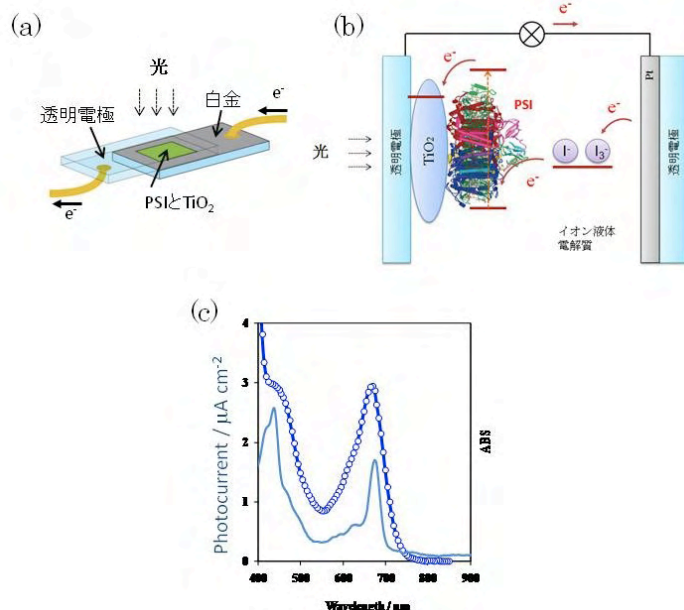 (a)
光
透明電極
白金
e⁻
e⁻
PSIとTiO₂
(b)
e⁻
e⁻
PSI
Pt
e⁻
光
透明電極
TiO₂
I⁻
I₃⁻
e⁻
イオン液体
電解質
透明電極
(c)
Photocurrent / μA cm⁻²
4
3
2
1
0
400
500
600
700
800
900
Wavelength / nm
ABS